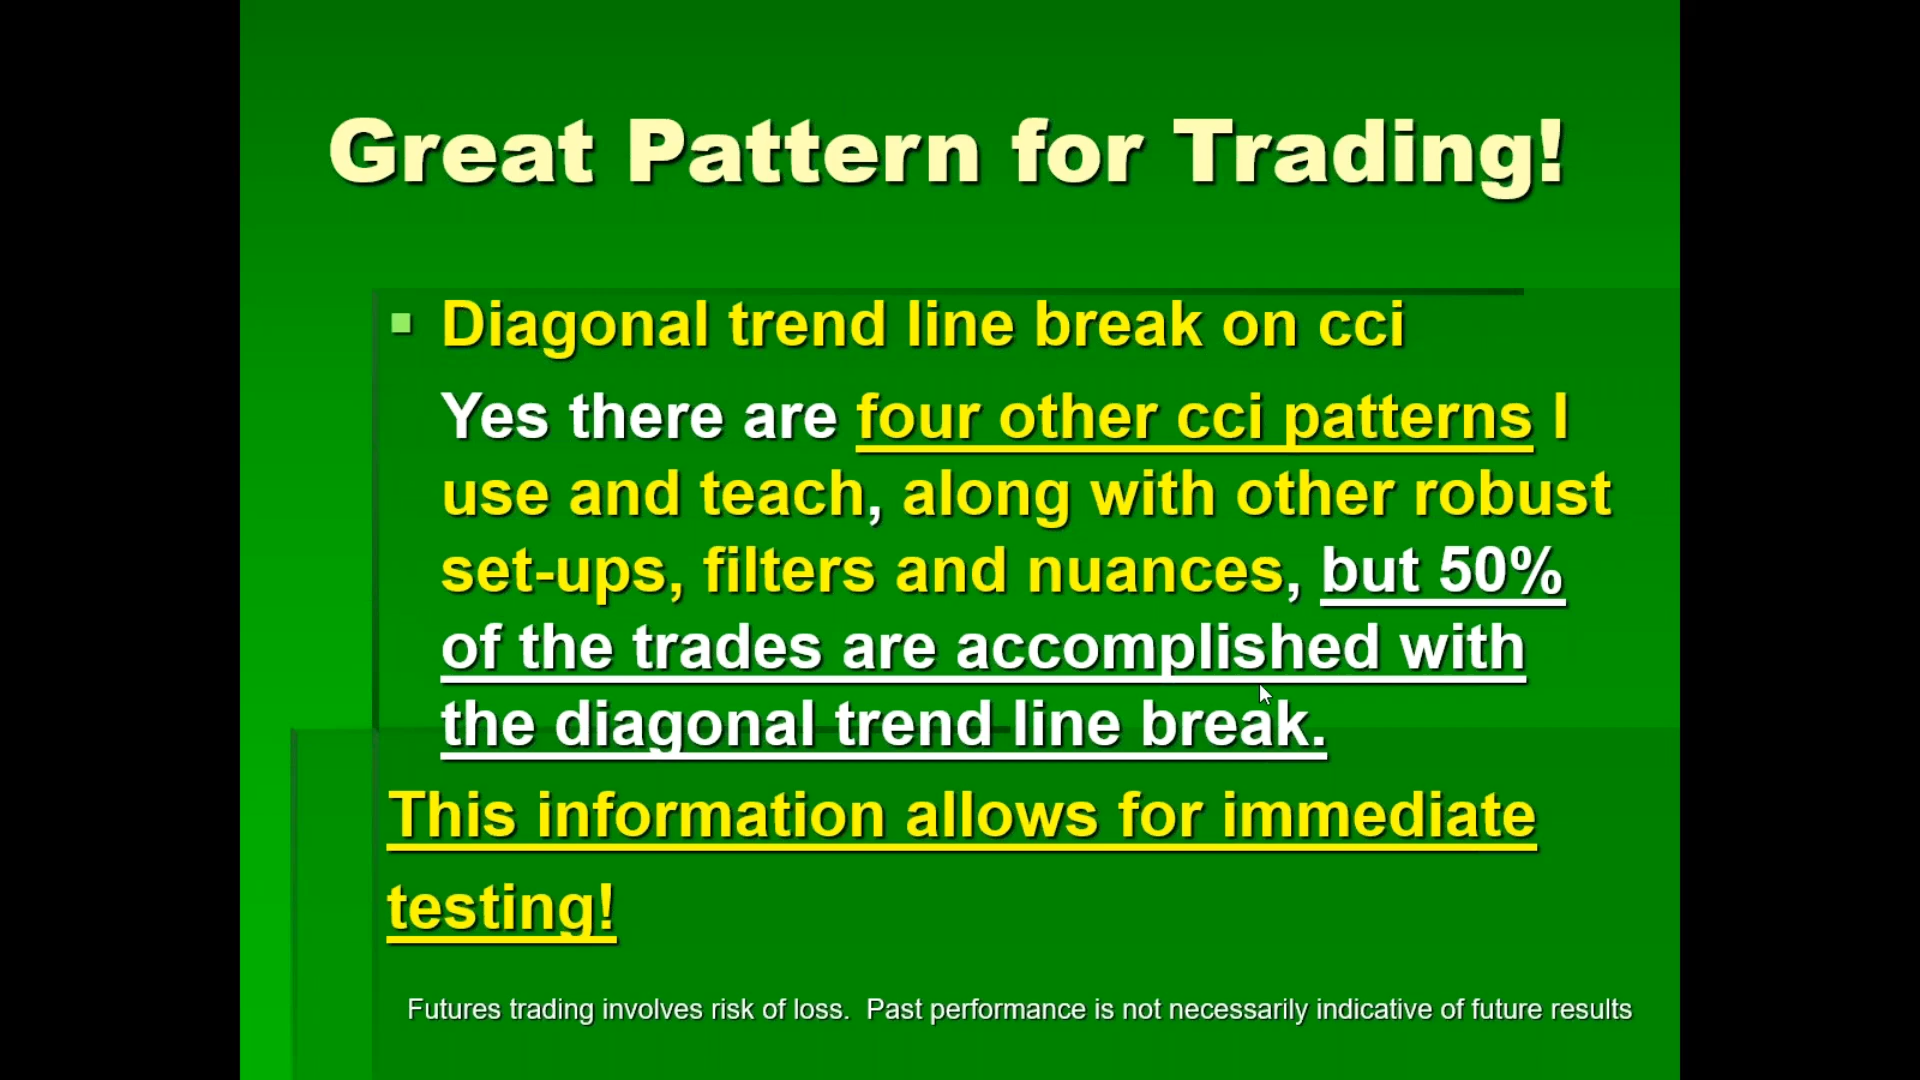 Great Pattern for Trading!
Diagonal trend line break on cci
Yes there are four other cci patterns I
use and teach, along with other robust
set-ups, filters and nuances, but 50%
of the trades are accomplished with
the diagonal trend line break.
This information allows for immediate
testing!
Futures trading involves risk of loss.  Past performance is not necessarily indicative of future results